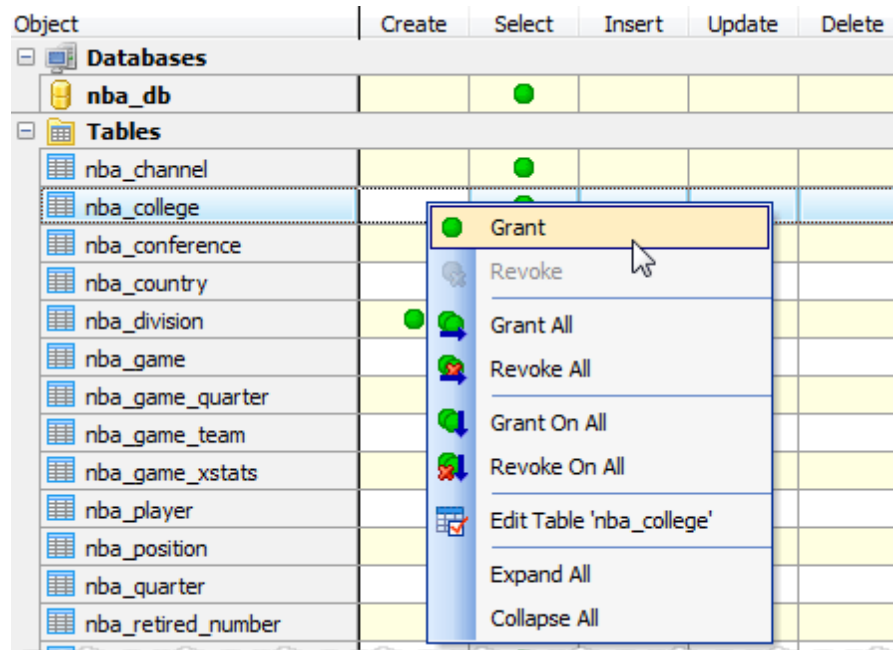 Object Create Select Insert Update Delete
Databases
nba_db
Tables
nba_channel
nba_college
nba_conference
nba_country
nba_division
nba_game
nba_game_quarter
nba_game_team
nba_game_xstats
nba_player
nba_position
nba_quarter
nba_retired_number
Grant
Revoke
Grant All
Revoke All
Grant On All
Revoke On All
Edit Table 'nba_college'
Expand All
Collapse All